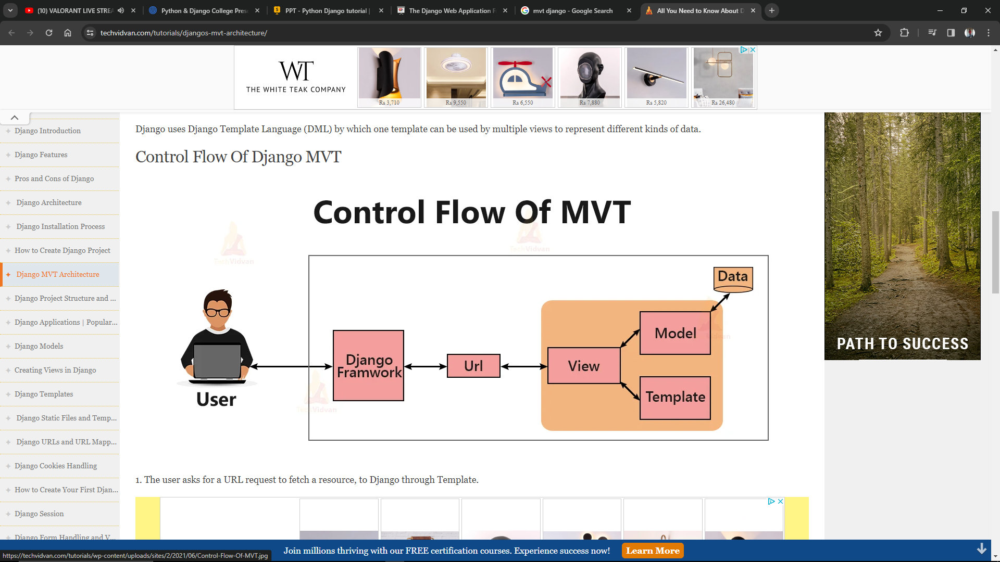 (10) VALORANT LIVE STREA
Python & Django College Pres
PPT - Python Django tutorial |
The Django Web Application F
mvt django - Google Search
All You Need to Know About D
techvidvan.com/tutorials/djangos-mvt-architecture/
WT
THE WHITE TEAK COMPANY
Rs 3,710
Rs 9,550
Rs 6,550
Rs 7,880
Rs 5,820
Rs 26,480
Django Introduction
Django Features
Pros and Cons of Django
Django Architecture
Django Installation Process
How to Create Django Project
Django MVT Architecture
Django Project Structure and ...
Django Applications | Popular...
Django Models
Creating Views in Django
Django Templates
Django Static Files and Temp...
Django URLs and URL Mapp...
Django Cookies Handling
How to Create Your First Djan...
Django Session
Django Form Handling and V...
Django uses Django Template Language (DML) by which one template can be used by multiple views to represent different kinds of data.
Control Flow Of Django MVT
Control Flow Of MVT
TechVidvan
TechVidvan
Data
Model
Vidvan
Django
Framwork
Url
View
Template
User
TechVidvan
1. The user asks for a URL request to fetch a resource, to Django through Template.
PATH TO SUCCESS
Join millions thriving with our FREE certification courses. Experience success now!
Learn More
https://techvidvan.com/tutorials/wp-content/uploads/sites/2/2021/06/Control-Flow-Of-MVT.jpg